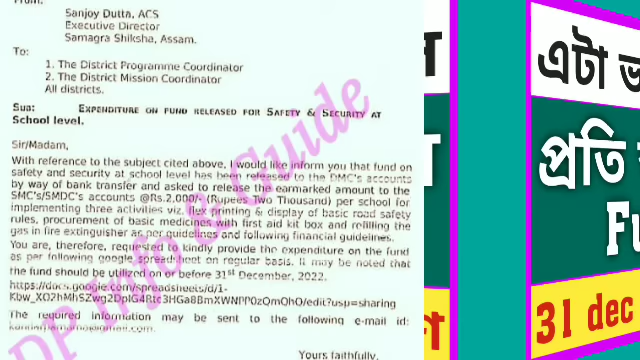 From:
Sanjoy Dutta, ACS
Executive Director
Samagra Shiksha, Assam.
To:
1. The District Programme Coordinator
2. The District Mission Coordinator
All districts.
Sub: EXPENDITURE ON FUND RELEASED FOR SAFETY & SECURITY AT
School level.
Sir/Madam,
With reference to the subject cited above, I would like inform you that fund on
safety and security at school level has been released to the DMC's accounts
by way of bank transfer and asked to release the earmarked amount to the
SMC's/SMDC's accounts @Rs.2,000/- (Rupees Two Thousand) per school for
implementing three activities viz. flex printing & display of basic road safety
rules, procurement of basic medicines with first aid kit box and refilling the
gas in fire extinguisher as per guidelines and following financial guidelines.
You are, therefore, requested to kindly provide the expenditure on the fund
as per following google spreadsheet on regular basis. It may be noted that
the fund should be utilized on or before 31st December, 2022.
https://docs.google.com/spreadsheets/d/1-
The required information may be sent to the following e-mail id:
Yours faithfully,
DP Info & Guide
এটা
প্রতি
Fu
31 dec